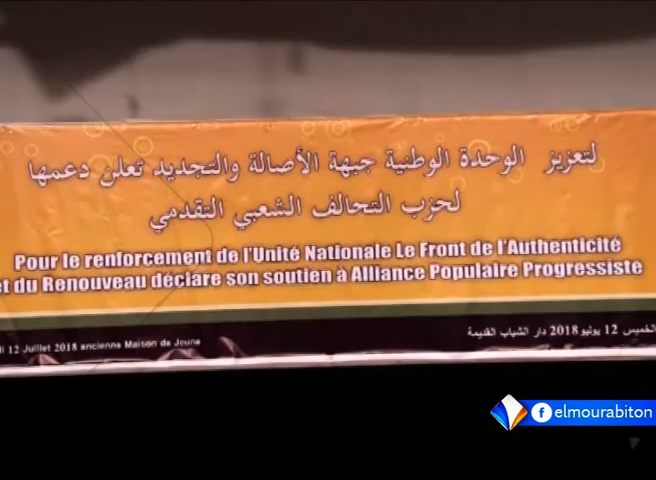 لتعزيز الوحدة الوطنية جبهة الأصالة والتجديد تعلن دعمها
لحزب التحالف الشعبي التقدمي
Pour le renforcement de l'Unité Nationale Le Front de l'Authenticité
et du Renouveau déclare son soutien à Alliance Populaire Progressiste
الخميس 12 يوليو 2018 دار الشباب القديمة
12 Juillet 2018 ancienne Maison de Jeune
elmourabiton